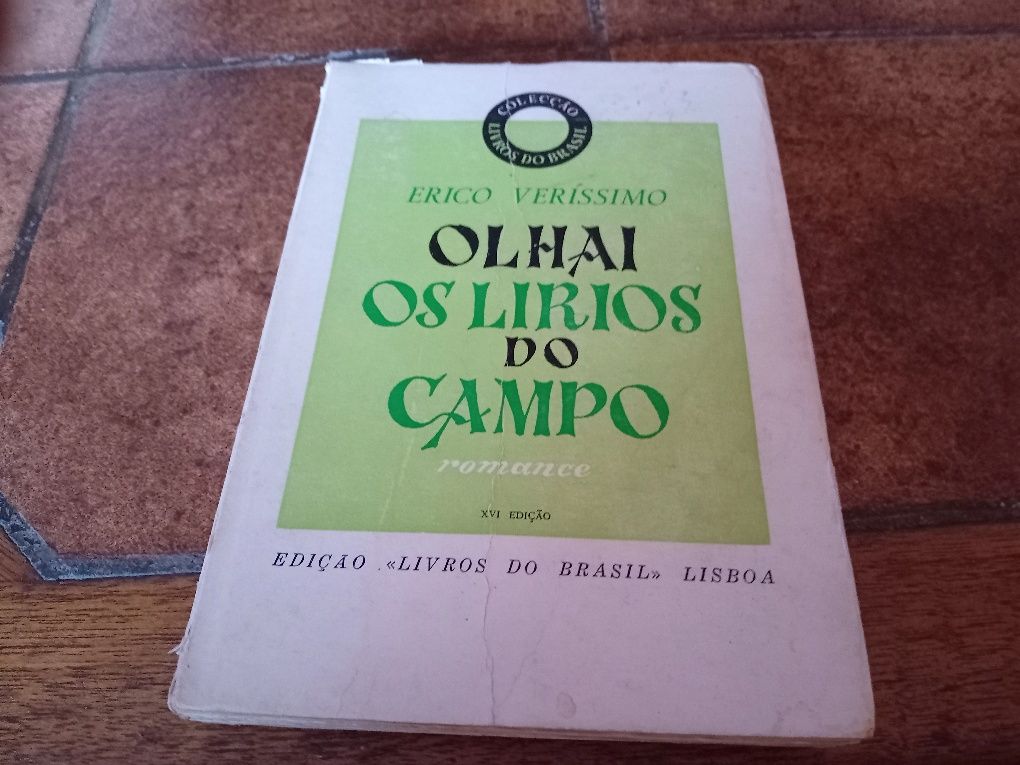 COLECÇÃO
LIVROS DO BRASIL
ERICO VERÍSSIMO
OLHAI
OS LIRIOS
DO
CAMPO
romance
XVI EDIÇÃO
EDIÇÃO «LIVROS DO BRASIL» LISBOA